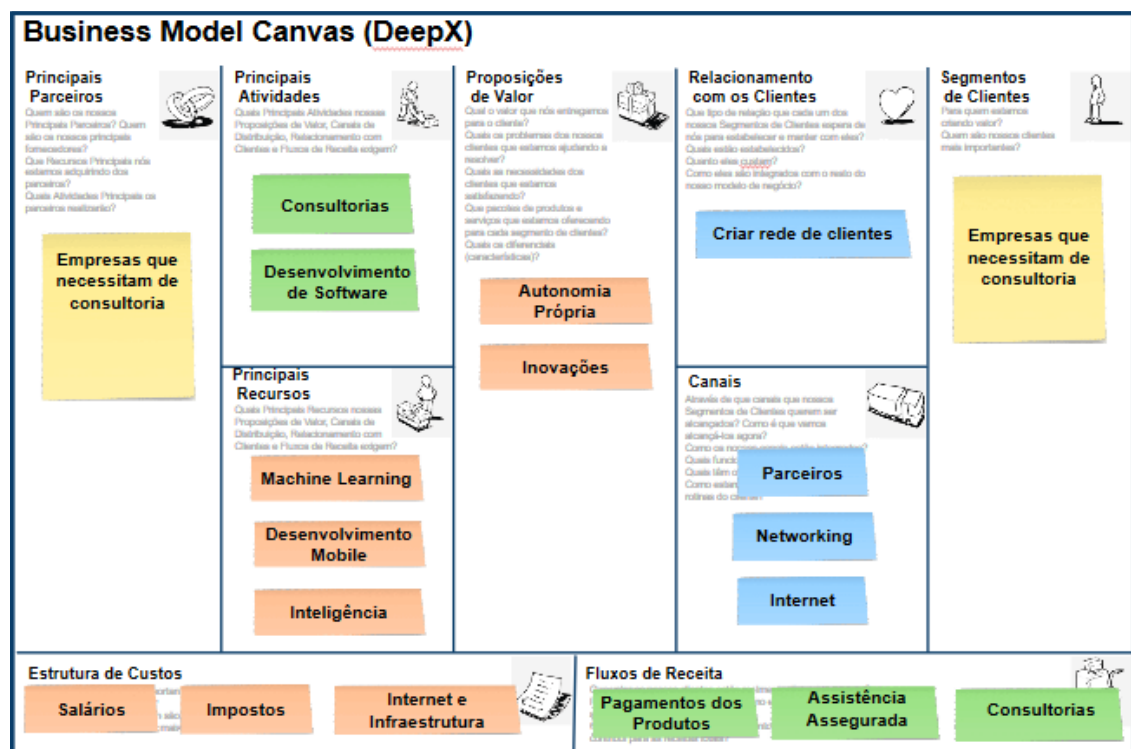 Business Model Canvas (DeepX)
Principais
Parceiros
Quem são os nossos
Principais Parceiros? Quem
são os nossos principais
fornecedores?
Que Recursos Principais nós
estamos adquirindo dos
parceiros?
Quais Atividades Principais os
parceiros realizarão?
Empresas que
necessitam de
consultoria
Principais
Atividades
Quais Principais Atividades nossas
Proposições de Valor, Canais de
Distribuição, Relacionamento com
Clientes e Fluxos de Receita exigem?
Consultorias
Desenvolvimento
de Software
Principais
Recursos
Quais Principais Recursos nossas
Proposições de Valor, Canais de
Distribuição, Relacionamento com
Clientes e Fluxos de Receita exigem?
Machine Learning
Desenvolvimento
Mobile
Inteligência
Proposições
de Valor
Qual o valor que nós entregamos
para o cliente?
Quais os problemas dos nossos
clientes que estamos ajudando a
resolver?
Quais as necessidades dos
clientes que estamos
satisfazendo?
Que pacotes de produtos e
serviços que estamos oferecendo
para cada segmento de clientes?
Quais os diferenciais
(características)?
Autonomia
Própria
Inovações
Relacionamento
com os Clientes
Que tipo de relação que cada um dos
nossos Segmentos de Clientes espera de
nós para estabelecer e manter com eles?
Quais estão estabelecidos?
Quanto eles custam?
Como eles são integrados com o resto do
nosso modelo de negócio?
Criar rede de clientes
Canais
Através de que canais que nossos
Segmentos de Clientes querem ser
alcançados? Como é que vamos
alcançá-los agora?
Como os nossos canais estão integrados?
Parceiros
Networking
Internet
Segmentos
de Clientes
Para quem estamos
criando valor?
Quem são nossos clientes
mais importantes?
Empresas que
necessitam de
consultoria
Estrutura de Custos
Salários
Impostos
Internet e
Infraestrutura
Fluxos de Receita
Pagamentos dos
Produtos
Assistência
Assegurada
Consultorias